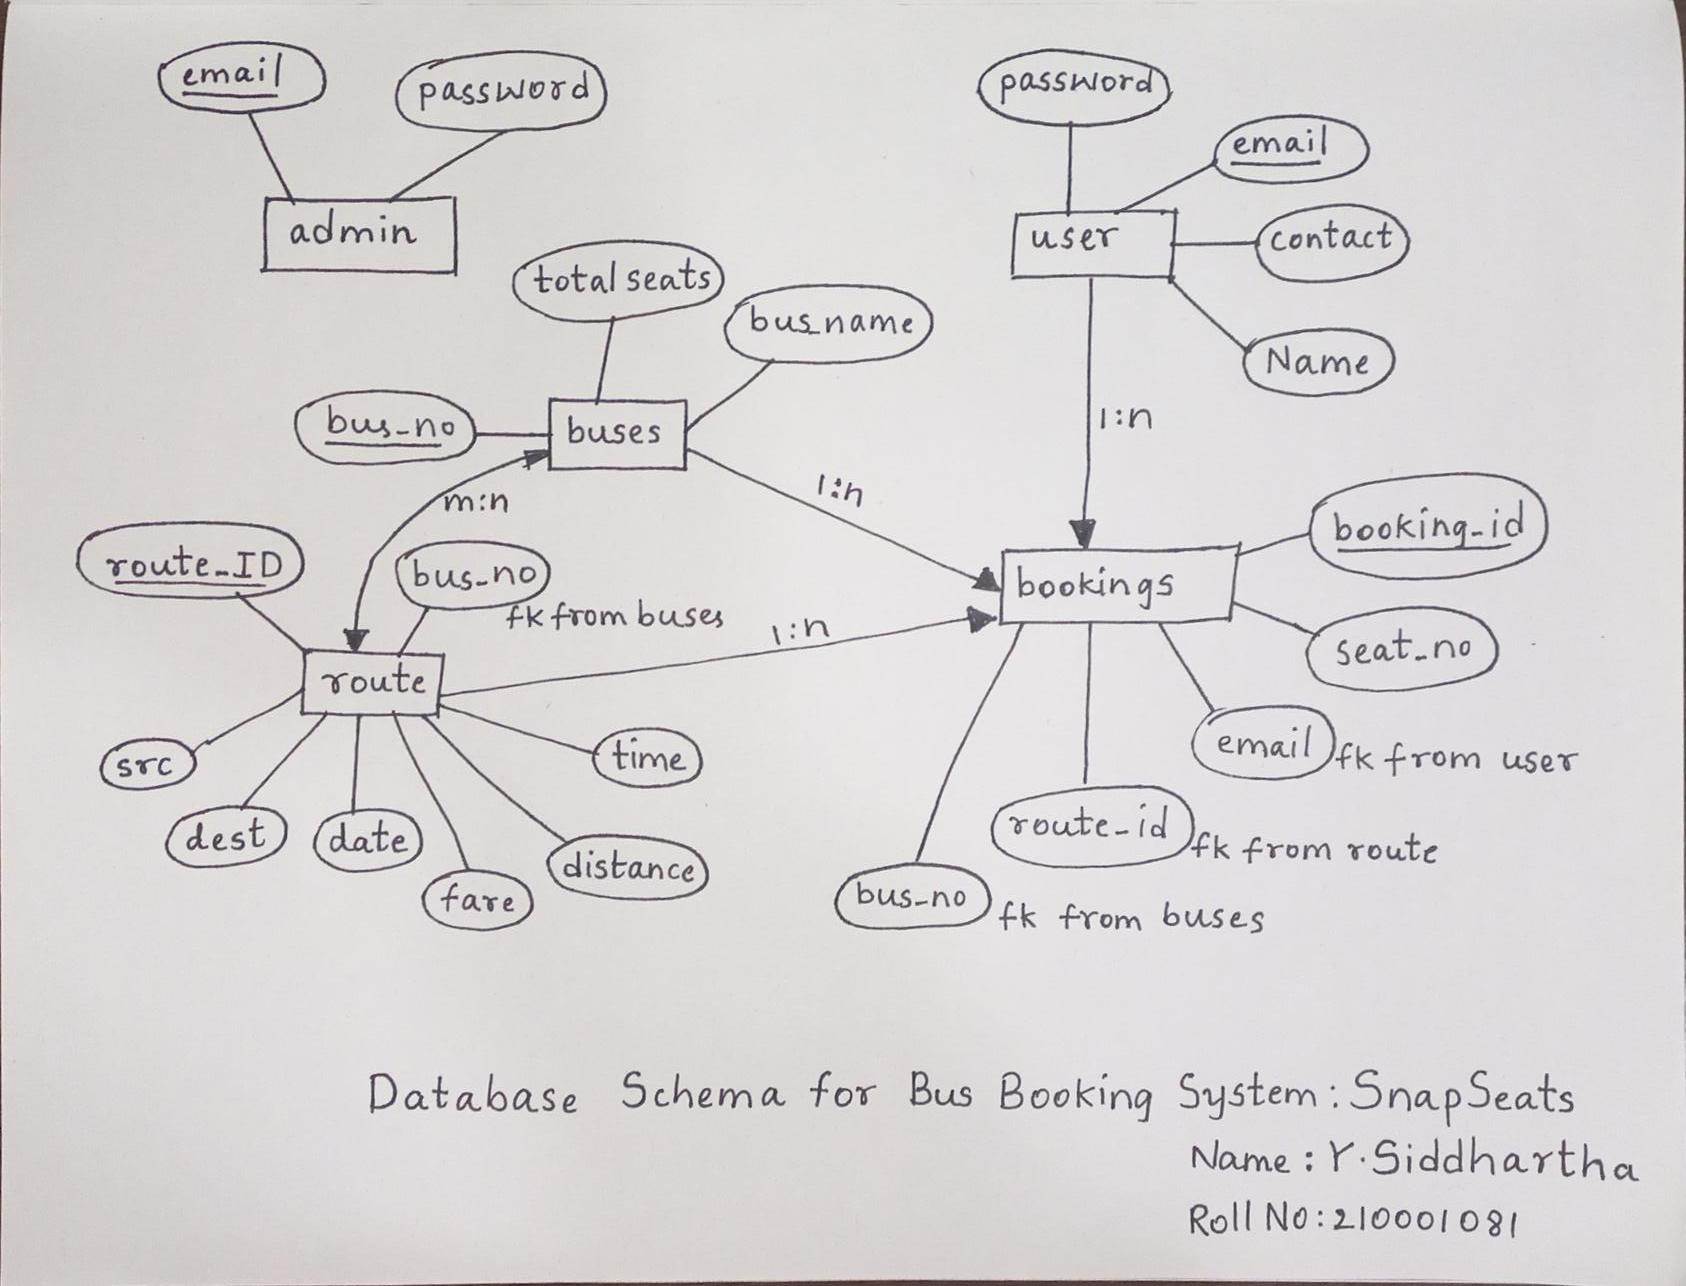 email
password
admin
password
email
user
contact
Name
total seats
bus_name
bus_no
buses
1:n
m:n
1:n
route_ID
bus_no
fk from buses
1:n
bookings
booking_id
seat_no
route
src
dest
date
fare
distance
time
email fk from user
route_id fk from route
bus_no fk from buses
Database Schema for Bus Booking System: SnapSeats
Name: Y. Siddhartha
Roll No: 210001081